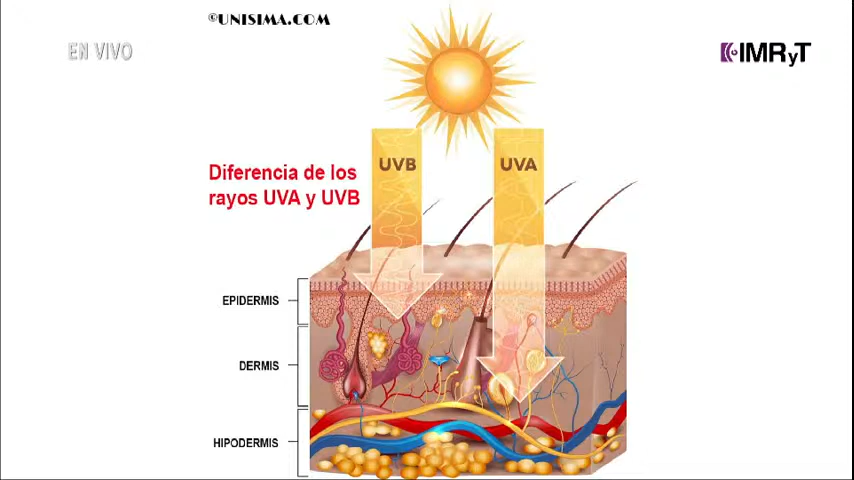 ©UNISIMA.COM
EN VIVO
IMRyT
UVB
UVA
Diferencia de los
rayos UVA y UVB
EPIDERMIS
DERMIS
HIPODERMIS